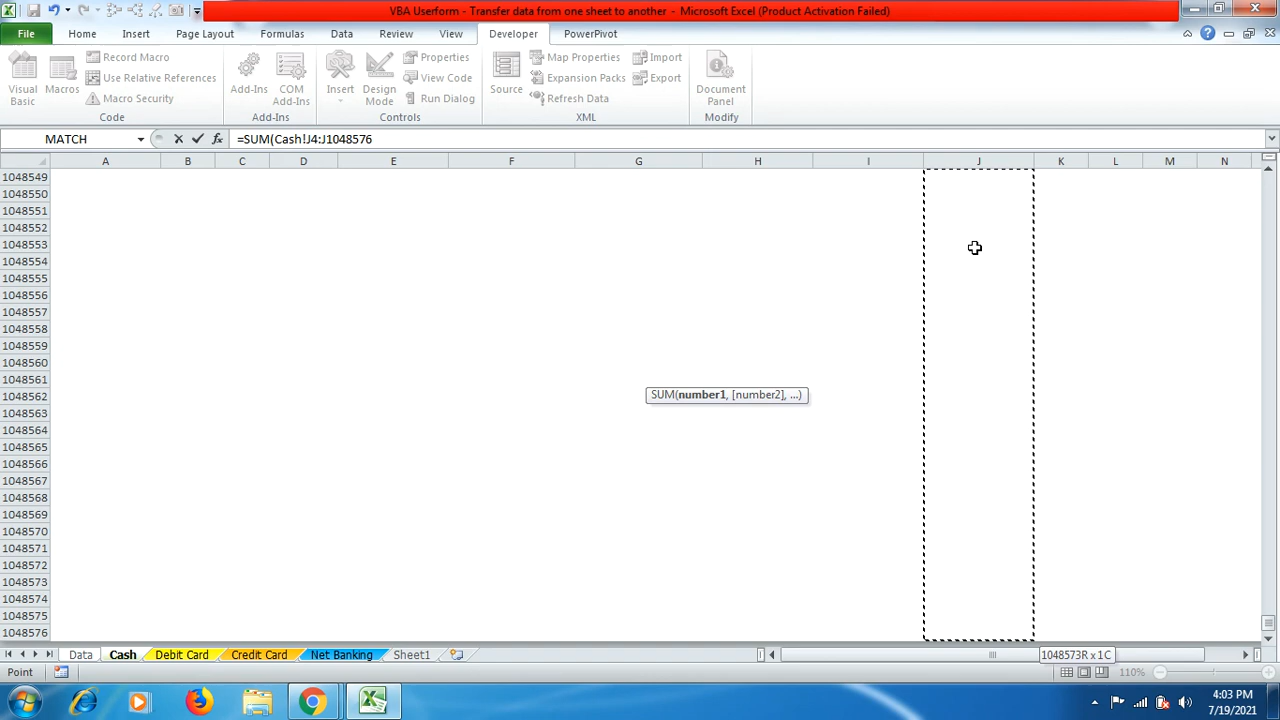 VBA Userform - Transfer data from one sheet to another - Microsoft Excel (Product Activation Failed)
File Home Insert Page Layout Formulas Data Review View Developer PowerPivot
Visual Basic
Macros
Record Macro
Use Relative References
Macro Security
Code
Add-Ins
COM Add-Ins
Add-Ins
Insert
Design Mode
Properties
View Code
Run Dialog
Controls
Source
Map Properties
Expansion Packs
Refresh Data
Import
Export
XML
Document Panel
Modify
MATCH
fx
=SUM(Cash!J4:J1048576
A B C D E F G H I J K L M N
1048549
1048550
1048551
1048552
1048553
1048554
1048555
1048556
1048557
1048558
1048559
1048560
1048561
1048562
1048563
1048564
1048565
1048566
1048567
1048568
1048569
1048570
1048571
1048572
1048573
1048574
1048575
1048576
SUM(number1, [number2], ...)
Data Cash Debit Card Credit Card Net Banking Sheet1
1048573R x 1C
Point
110%
4:03 PM
7/19/2021